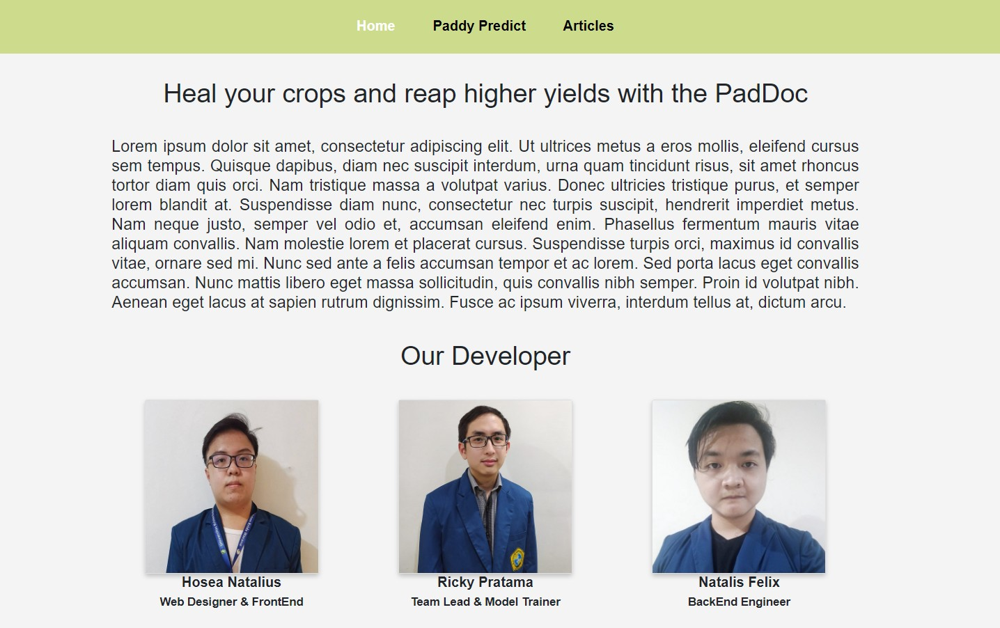 Home Paddy Predict Articles
Heal your crops and reap higher yields with the PadDoc
Lorem ipsum dolor sit amet, consectetur adipiscing elit. Ut ultrices metus a eros mollis, eleifend cursus
sem tempus. Quisque dapibus, diam nec suscipit interdum, urna quam tincidunt risus, sit amet rhoncus
tortor diam quis orci. Nam tristique massa a volutpat varius. Donec ultricies tristique purus, et semper
lorem blandit at. Suspendisse diam nunc, consectetur nec turpis suscipit, hendrerit imperdiet metus.
Nam neque justo, semper vel odio et, accumsan eleifend enim. Phasellus fermentum mauris vitae
aliquam convallis. Nam molestie lorem et placerat cursus. Suspendisse turpis orci, maximus id convallis
vitae, ornare sed mi. Nunc sed ante a felis accumsan tempor et ac lorem. Sed porta lacus eget convallis
accumsan. Nunc mattis libero eget massa sollicitudin, quis convallis nibh semper. Proin id volutpat nibh.
Aenean eget lacus at sapien rutrum dignissim. Fusce ac ipsum viverra, interdum tellus at, dictum arcu.
Our Developer
Hosea Natalius Ricky Pratama Natalis Felix
Web Designer & FrontEnd Team Lead & Model Trainer BackEnd Engineer